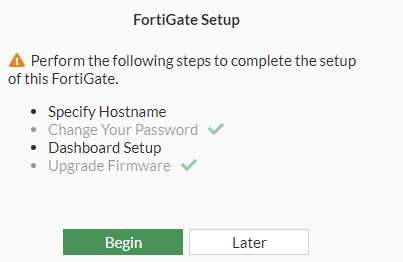 FortiGate Setup
Perform the following steps to complete the setup
of this FortiGate.
Specify Hostname
Change Your Password
Dashboard Setup
Upgrade Firmware
Begin
Later